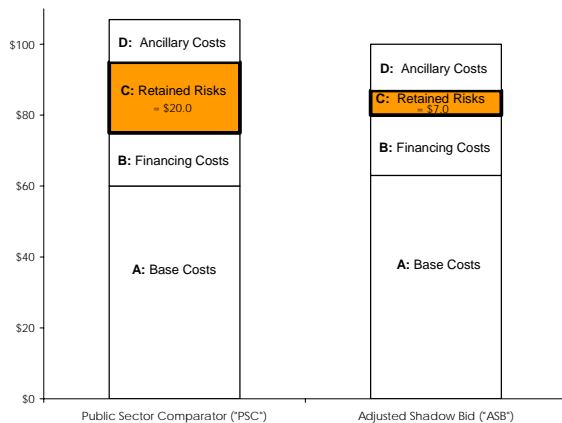 $100
$80
$60
$40
$20
$0
D: Ancillary Costs
C: Retained Risks
= $20.0
B: Financing Costs
A: Base Costs
Public Sector Comparator ("PSC")
D: Ancillary Costs
C: Retained Risks
= $7.0
B: Financing Costs
A: Base Costs
Adjusted Shadow Bid ("ASB")